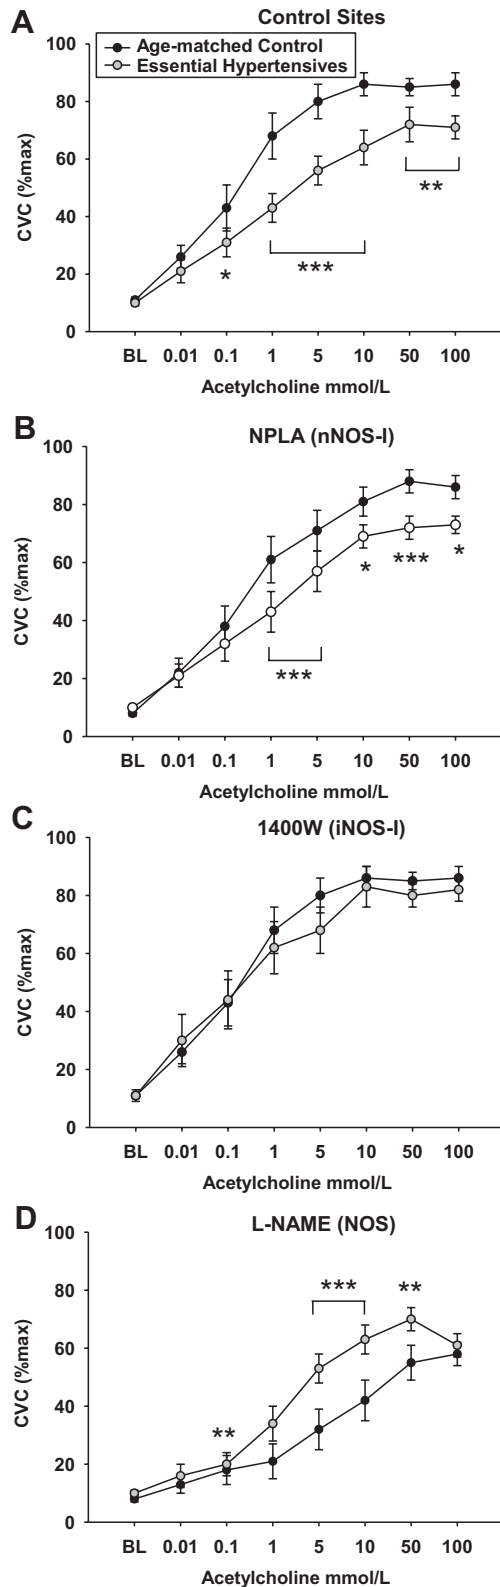 A
Control Sites
Age-matched Control
Essential Hypertensives
CVC (%max)
100
80
60
40
20
0
*
***
**
BL 0.01 0.1 1 5 10 50 100
Acetylcholine mmol/L
B
NPLA (nNOS-I)
CVC (%max)
100
80
60
40
20
0
***
*
***
*
BL 0.01 0.1 1 5 10 50 100
Acetylcholine mmol/L
C
1400W (iNOS-I)
CVC (%max)
100
80
60
40
20
0
BL 0.01 0.1 1 5 10 50 100
Acetylcholine mmol/L
D
L-NAME (NOS)
CVC (%max)
100
80
60
40
20
0
**
***
**
BL 0.01 0.1 1 5 10 50 100
Acetylcholine mmol/L